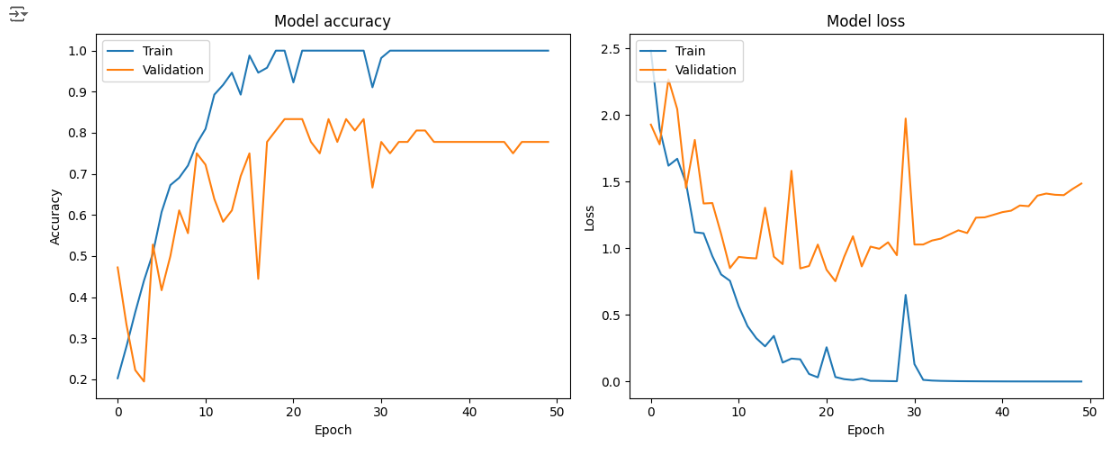 Model accuracy
Train
Validation
1.0
0.9
0.8
0.7
0.6
0.5
0.4
0.3
0.2
Accuracy
0 10 20 30 40 50
Epoch
Model loss
Train
Validation
2.5
2.0
1.5
1.0
0.5
0.0
Loss
0 10 20 30 40 50
Epoch